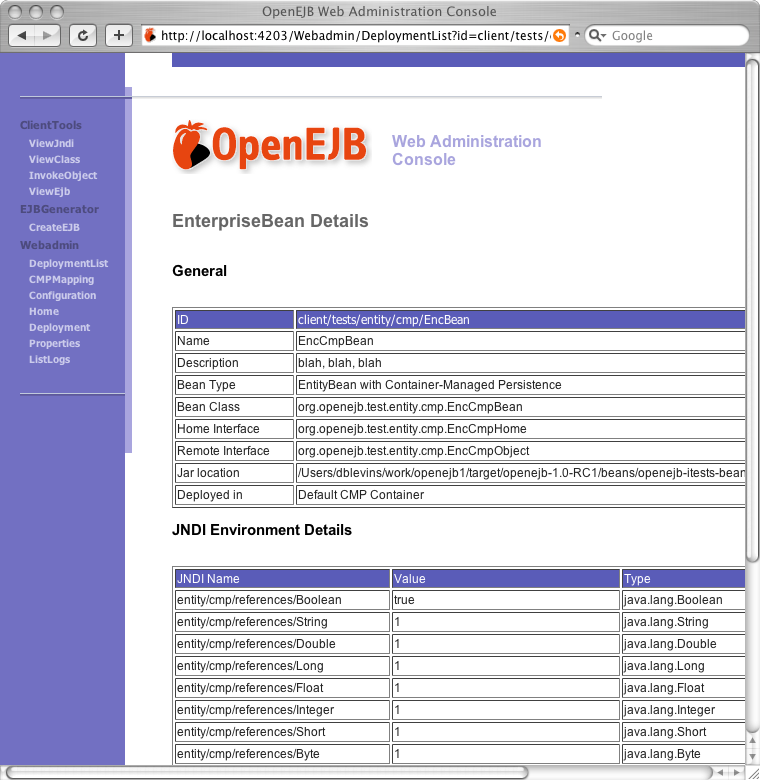 OpenEJB Web Administration Console
http://localhost:4203/Webadmin/DeploymentList?id=client/tests/
Google
ClientTools
ViewJndi
ViewClass
InvokeObject
ViewEjb
EJBGenerator
CreateEJB
Webadmin
DeploymentList
CMPMapping
Configuration
Home
Deployment
Properties
ListLogs
OpenEJB
Web Administration
Console
EnterpriseBean Details
General
ID client/tests/entity/cmp/EncBean
Name EncCmpBean
Description blah, blah, blah
Bean Type EntityBean with Container-Managed Persistence
Bean Class org.openejb.test.entity.cmp.EncCmpBean
Home Interface org.openejb.test.entity.cmp.EncCmpHome
Remote Interface org.openejb.test.entity.cmp.EncCmpObject
Jar location /Users/dblevins/work/openejb1/target/openejb-1.0-RC1/beans/openejb-itests-bean
Deployed in Default CMP Container
JNDI Environment Details
JNDI Name Value Type
entity/cmp/references/Boolean true java.lang.Boolean
entity/cmp/references/String 1 java.lang.String
entity/cmp/references/Double 1 java.lang.Double
entity/cmp/references/Long 1 java.lang.Long
entity/cmp/references/Float 1 java.lang.Float
entity/cmp/references/Integer 1 java.lang.Integer
entity/cmp/references/Short 1 java.lang.Short
entity/cmp/references/Byte 1 java.lang.Byte